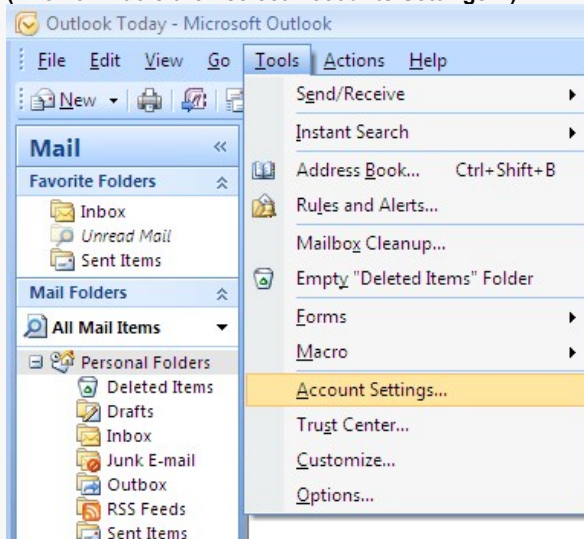 Outlook Today - Microsoft Outlook
File Edit View Go Tools Actions Help
New
Mail
Favorite Folders
Inbox
Unread Mail
Sent Items
Mail Folders
All Mail Items
Personal Folders
Deleted Items
Drafts
Inbox
Junk E-mail
Outbox
RSS Feeds
Sent Items
Send/Receive
Instant Search
Address Book... Ctrl+Shift+B
Rules and Alerts...
Mailbox Cleanup...
Empty "Deleted Items" Folder
Forms
Macro
Account Settings...
Trust Center...
Customize...
Options...